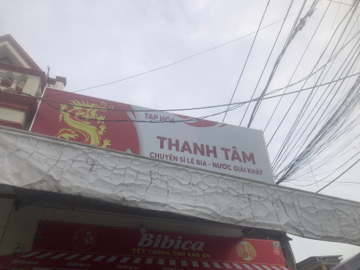 TẠP HÓA
THANH TÂM
CHUYÊN SỈ LẺ BIA - NƯỚC GIẢI KHÁT
Bibica